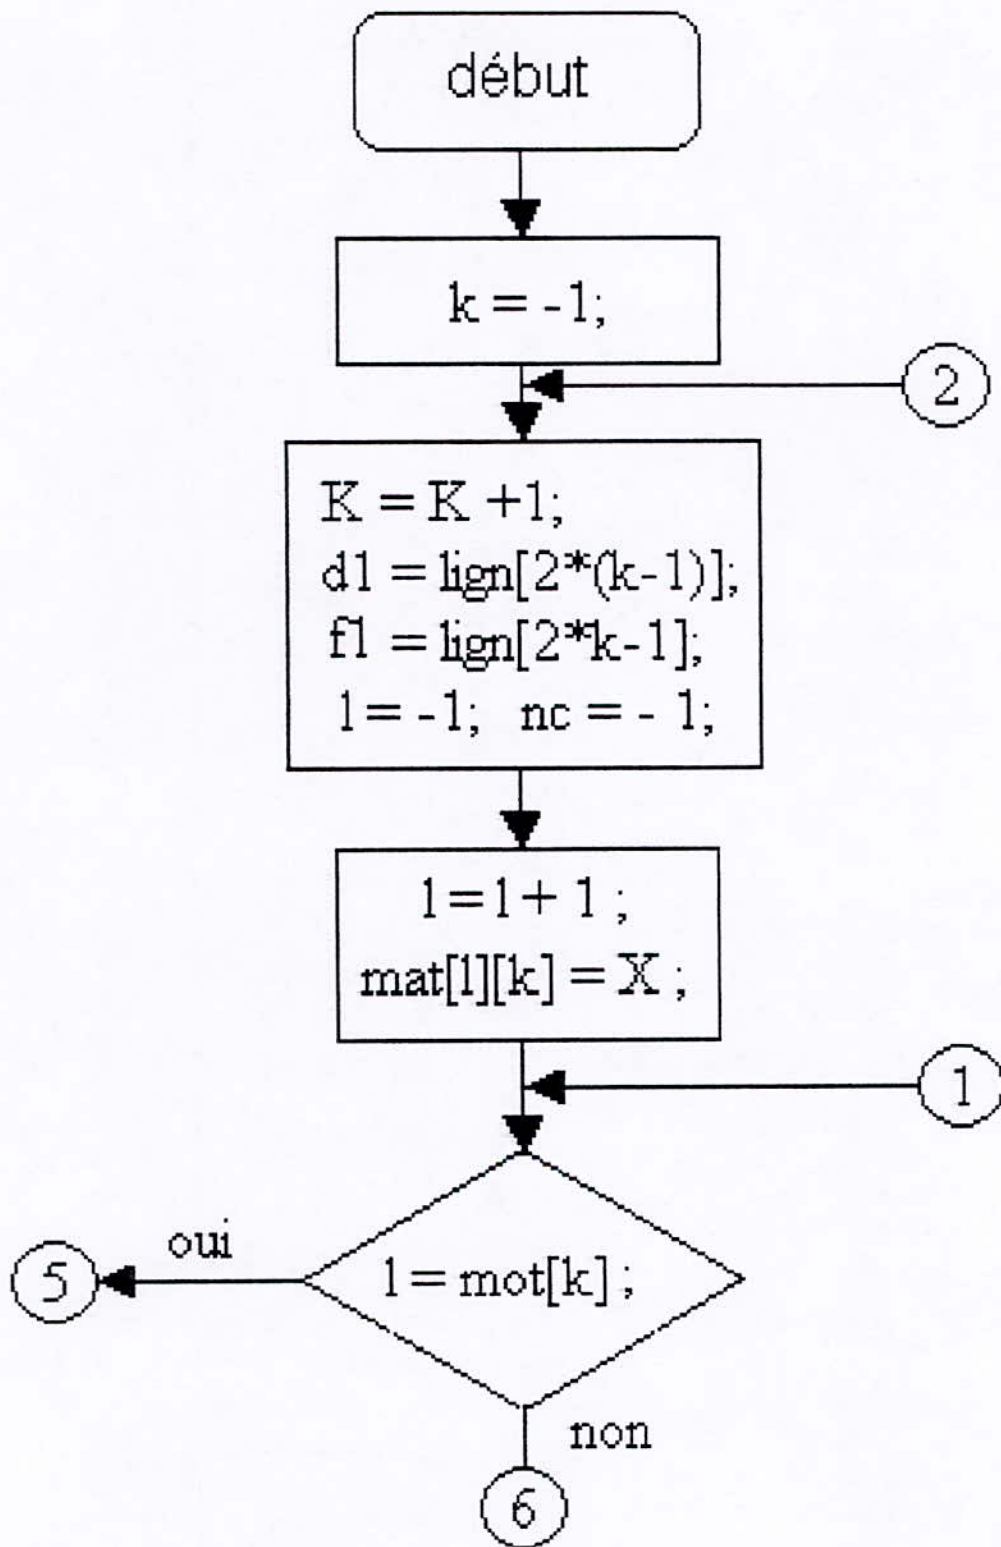 début
k = -1;
2
K = K +1;
d1 = lign[2*(k-1)];
f1 = lign[2*k-1];
l = -1; nc = - 1;
l = l + 1 ;
mat[l][k] = X ;
1
oui
5
l = mot[k] ;
non
6